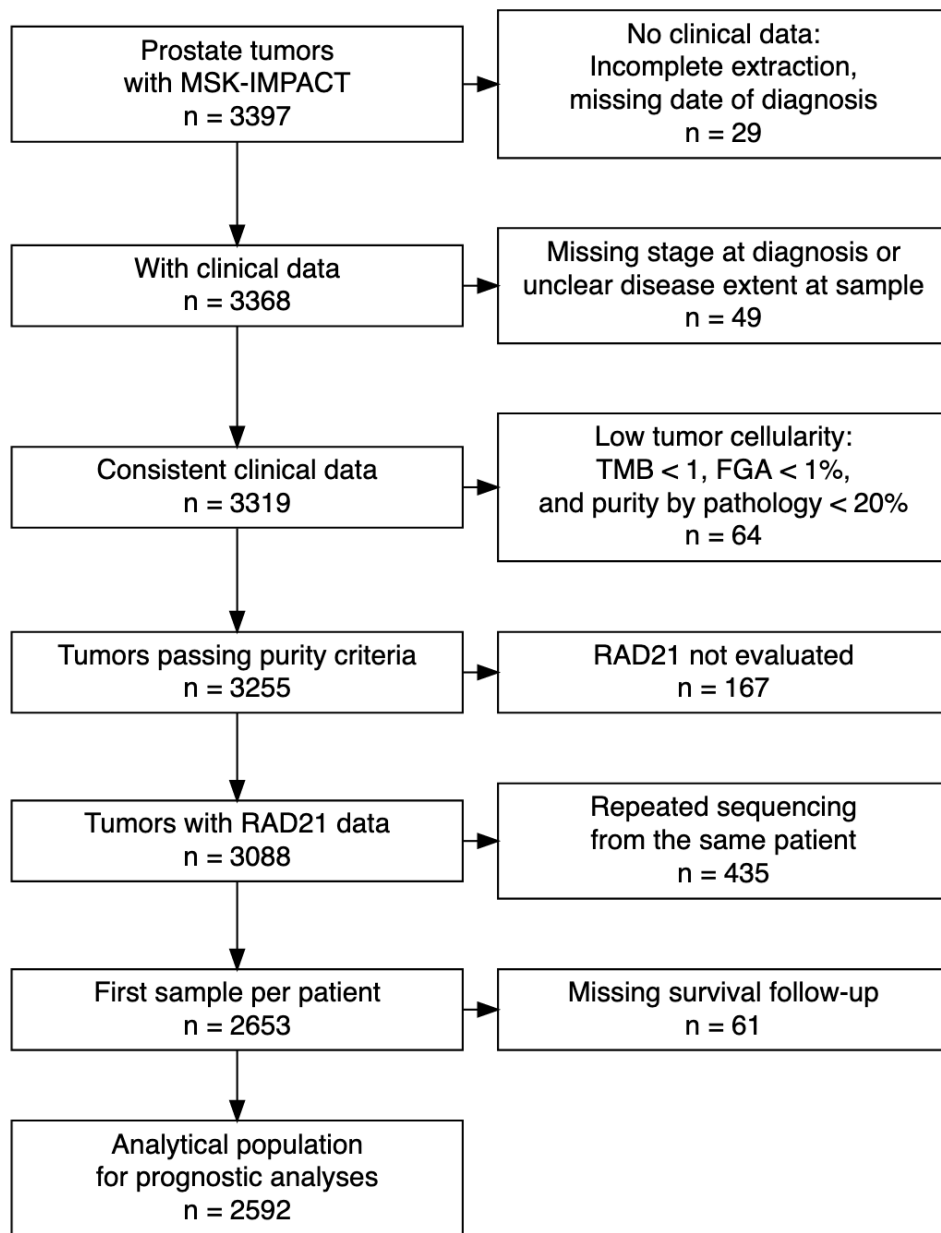 Prostate tumors
with MSK-IMPACT
n = 3397
No clinical data:
Incomplete extraction,
missing date of diagnosis
n = 29
With clinical data
n = 3368
Missing stage at diagnosis or
unclear disease extent at sample
n = 49
Consistent clinical data
n = 3319
Low tumor cellularity:
TMB < 1, FGA < 1%,
and purity by pathology < 20%
n = 64
Tumors passing purity criteria
n = 3255
RAD21 not evaluated
n = 167
Tumors with RAD21 data
n = 3088
Repeated sequencing
from the same patient
n = 435
First sample per patient
n = 2653
Missing survival follow-up
n = 61
Analytical population
for prognostic analyses
n = 2592